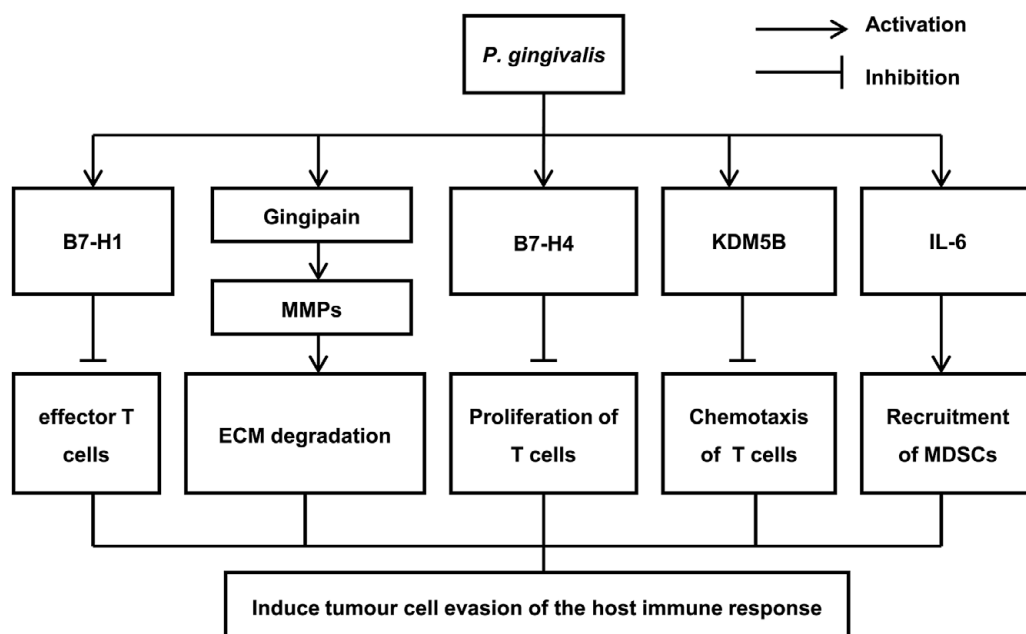 P. gingivalis
Activation
Inhibition
B7-H1
Gingipain
MMPs
B7-H4
KDM5B
IL-6
effector T
cells
ECM degradation
Proliferation of
T cells
Chemotaxis
of T cells
Recruitment
of MDSCs
Induce tumour cell evasion of the host immune response